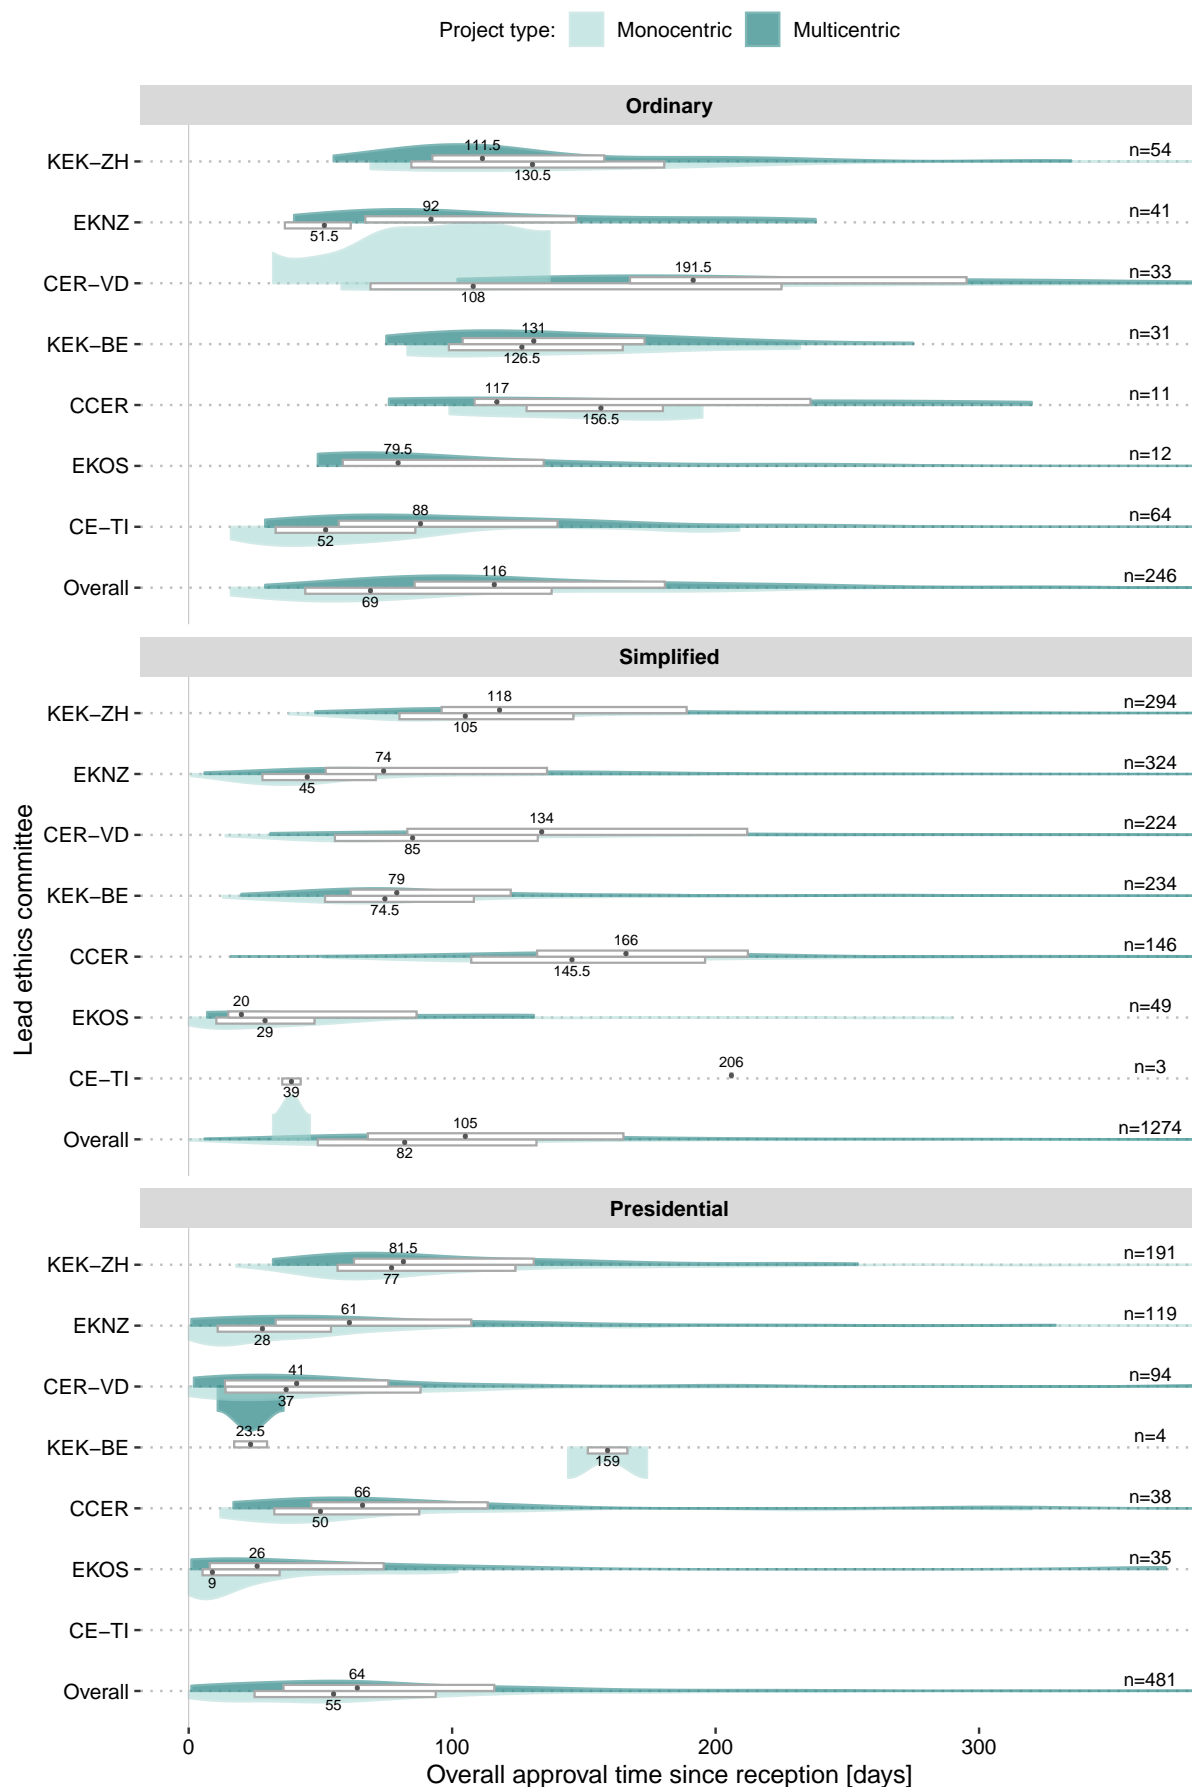 Project type: Monocentric Multicentric
Ordinary
KEK−ZH 111.5 130.5 n=54
EKNZ 92 51.5 n=41
CER−VD 191.5 108 n=33
KEK−BE 131 126.5 n=31
CCER 117 156.5 n=11
EKOS 79.5 n=12
CE−TI 88 52 n=64
Overall 116 69 n=246
Simplified
KEK−ZH 118 105 n=294
EKNZ 74 45 n=324
CER−VD 134 85 n=224
KEK−BE 79 74.5 n=234
CCER 166 145.5 n=146
EKOS 20 29 n=49
CE−TI 206 39 n=3
Overall 105 82 n=1274
Presidential
KEK−ZH 81.5 77 n=191
EKNZ 61 28 n=119
CER−VD 41 37 n=94
KEK−BE 23.5 159 n=4
CCER 66 50 n=38
EKOS 26 9 n=35
CE−TI
Overall 64 55 n=481
0 100 200 300
Overall approval time since reception [days]
Lead ethics committee